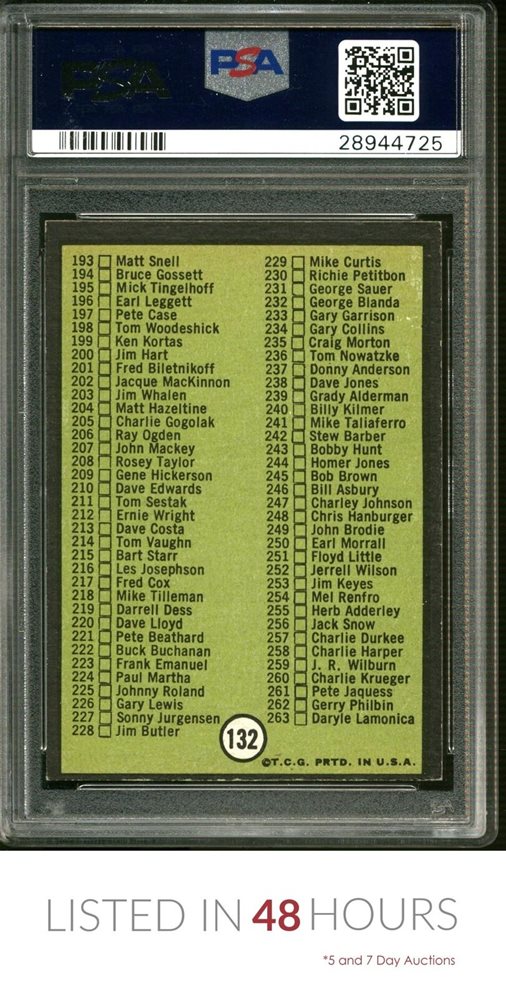 PSA
PSA
28944725
193 Matt Snell
194 Bruce Gossett
195 Mick Tingelhoff
196 Earl Leggett
197 Pete Case
198 Tom Woodeshick
199 Ken Kortas
200 Jim Hart
201 Fred Biletnikoff
202 Jacque MacKinnon
203 Jim Whalen
204 Matt Hazeltine
205 Charlie Gogolak
206 Ray Ogden
207 John Mackey
208 Rosey Taylor
209 Gene Hickerson
210 Dave Edwards
211 Tom Sestak
212 Ernie Wright
213 Dave Costa
214 Tom Vaughn
215 Bart Starr
216 Les Josephson
217 Fred Cox
218 Mike Tilleman
219 Darrell Dess
220 Dave Lloyd
221 Pete Beathard
222 Buck Buchanan
223 Frank Emanuel
224 Paul Martha
225 Johnny Roland
226 Gary Lewis
227 Sonny Jurgensen
228 Jim Butler
229 Mike Curtis
230 Richie Petitbon
231 George Sauer
232 George Blanda
233 Gary Garrison
234 Gary Collins
235 Craig Morton
236 Tom Nowatzke
237 Donny Anderson
238 Dave Jones
239 Grady Alderman
240 Billy Kilmer
241 Mike Taliaferro
242 Stew Barber
243 Bobby Hunt
244 Homer Jones
245 Bob Brown
246 Bill Asbury
247 Charley Johnson
248 Chris Hanburger
249 John Brodie
250 Earl Morrall
251 Floyd Little
252 Jerrell Wilson
253 Jim Keyes
254 Mel Renfro
255 Herb Adderley
256 Jack Snow
257 Charlie Durkee
258 Charlie Harper
259 J. R. Wilburn
260 Charlie Krueger
261 Pete Jaquess
262 Gerry Philbin
263 Daryle Lamonica
132
©T.C.G. PRTD. IN U.S.A.
LISTED IN 48 HOURS
*5 and 7 Day Auctions